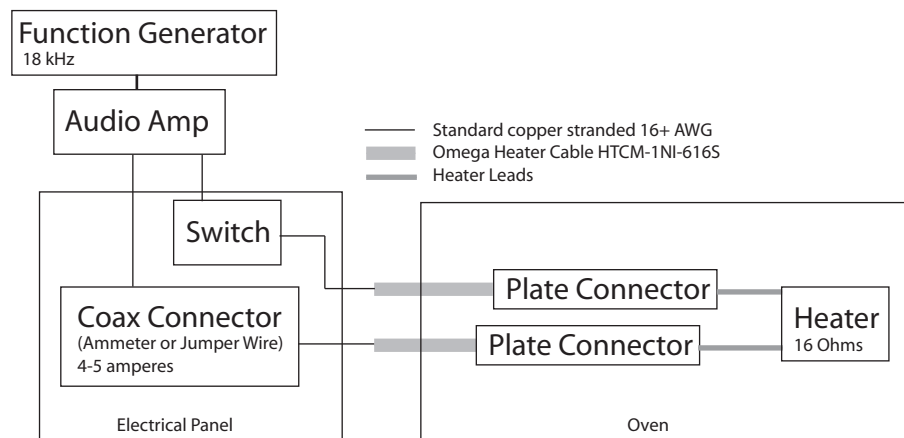 Function Generator
18 kHz
Audio Amp
Standard copper stranded 16+ AWG
Omega Heater Cable HTCM-1NI-616S
Heater Leads
Switch
Plate Connector
Coax Connector
(Ammeter or Jumper Wire)
4-5 amperes
Plate Connector
Heater
16 Ohms
Electrical Panel
Oven